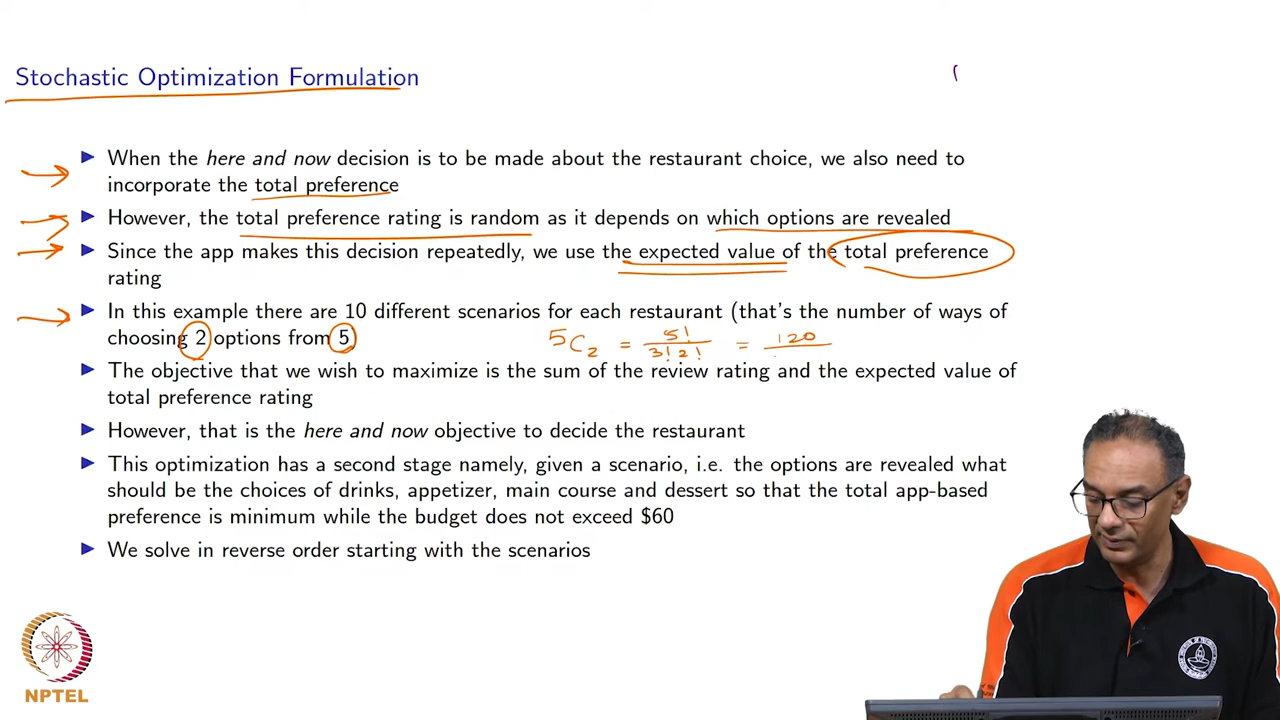 Stochastic Optimization Formulation
When the here and now decision is to be made about the restaurant choice, we also need to
incorporate the total preference
However, the total preference rating is random as it depends on which options are revealed
Since the app makes this decision repeatedly, we use the expected value of the total preference
rating
In this example there are 10 different scenarios for each restaurant (that's the number of ways of
choosing 2 options from 5
5C2 = 5!/3!2! = 120
The objective that we wish to maximize is the sum of the review rating and the expected value of
total preference rating
However, that is the here and now objective to decide the restaurant
This optimization has a second stage namely, given a scenario, i.e. the options are revealed what
should be the choices of drinks, appetizer, main course and dessert so that the total app-based
preference is minimum while the budget does not exceed $60
We solve in reverse order starting with the scenarios
NPTEL